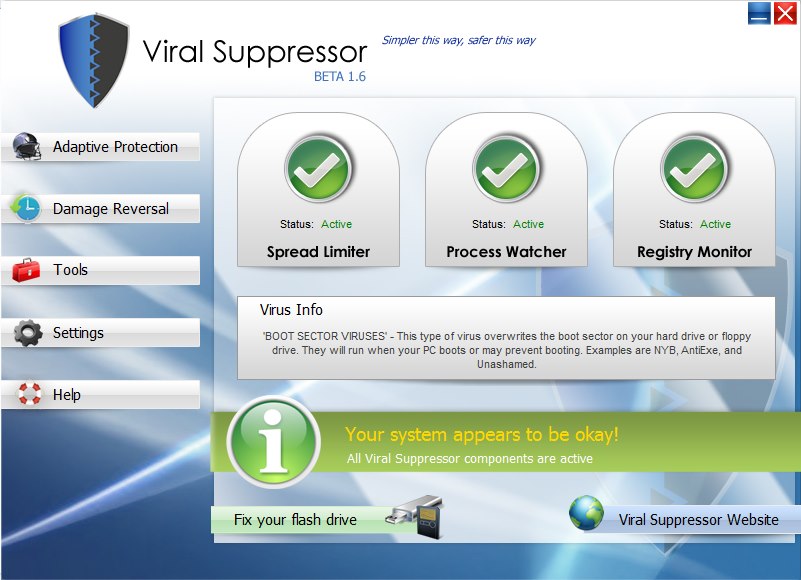 Viral Suppressor
Simpler this way, safer this way
BETA 1.6
Adaptive Protection
Damage Reversal
Tools
Settings
Help
Status: Active
Spread Limiter
Status: Active
Process Watcher
Status: Active
Registry Monitor
Virus Info
'BOOT SECTOR VIRUSES' - This type of virus overwrites the boot sector on your hard drive or floppy
drive. They will run when your PC boots or may prevent booting. Examples are NYB, AntiExe, and
Unashamed.
Your system appears to be okay!
All Viral Suppressor components are active
Fix your flash drive
Viral Suppressor Website